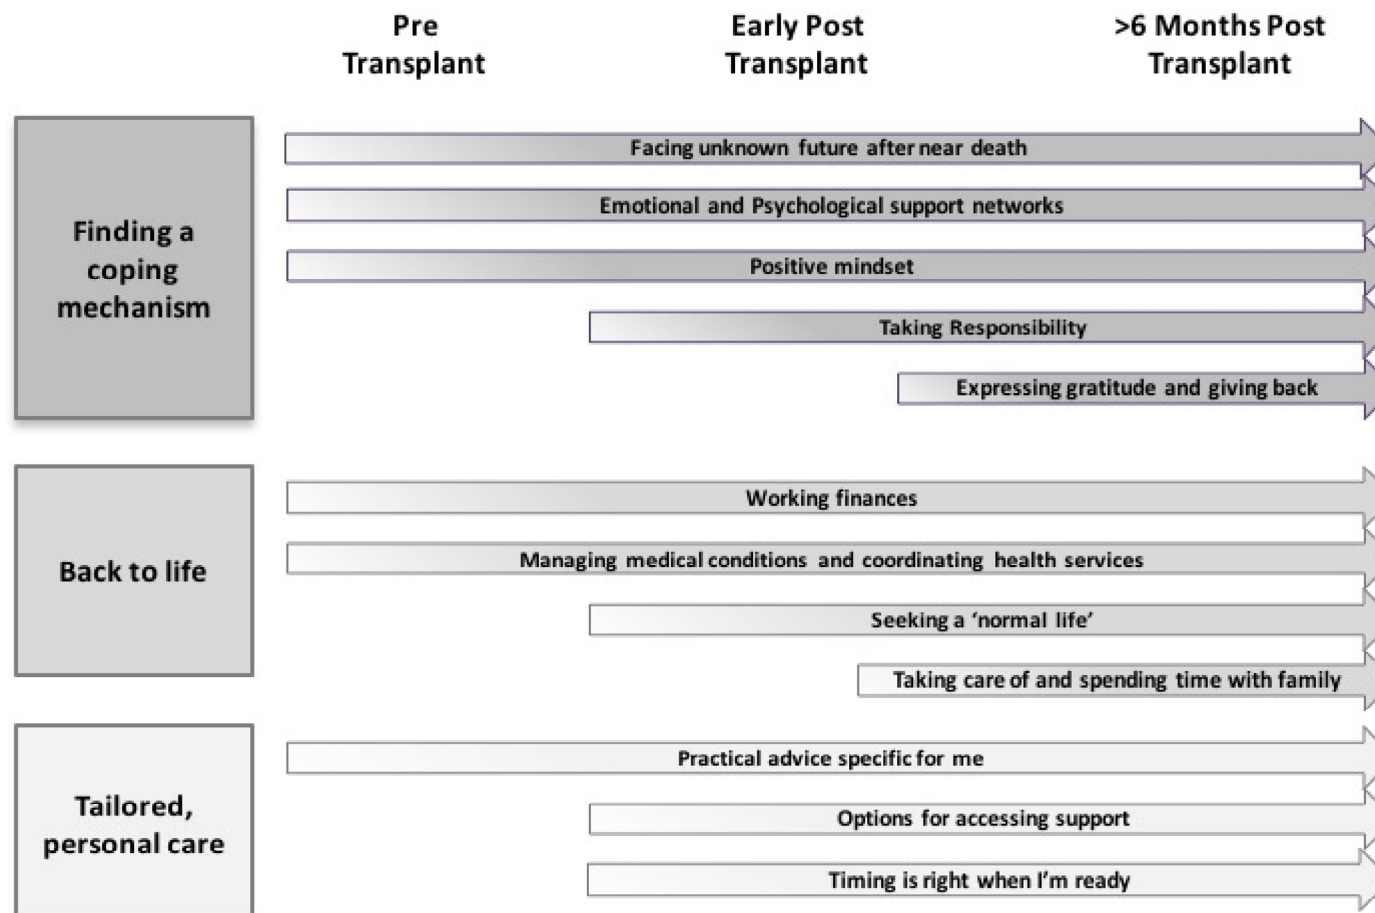 Pre
Transplant
Early Post
Transplant
>6 Months Post
Transplant
Finding a
coping
mechanism
Facing unknown future after near death
Emotional and Psychological support networks
Positive mindset
Taking Responsibility
Expressing gratitude and giving back
Back to life
Working finances
Managing medical conditions and coordinating health services
Seeking a ‘normal life’
Taking care of and spending time with family
Tailored,
personal care
Practical advice specific for me
Options for accessing support
Timing is right when I’m ready